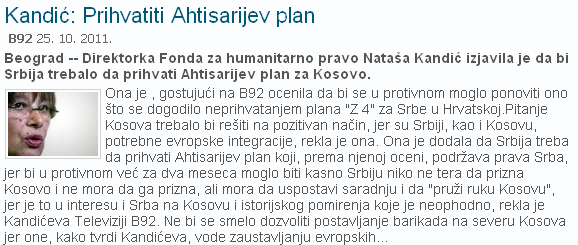 Kandić: Prihvatiti Ahtisarijev plan
B92 25. 10. 2011.
Beograd -- Direktorka Fonda za humanitarno pravo Nataša Kandić izjavila je da bi
Srbija trebalo da prihvati Ahtisarijev plan za Kosovo.
Ona je , gostujući na B92 ocenila da bi se u protivnom moglo ponoviti ono
što se dogodilo neprihvatanjem plana "Z 4" za Srbe u Hrvatskoj.Pitanje
Kosova trebalo bi rešiti na pozitivan način, jer su Srbiji, kao i Kosovu,
potrebne evropske integracije, rekla je ona. Ona je dodala da Srbija treba
da prihvati Ahtisarijev plan koji, prema njenoj oceni, podržava prava Srba,
jer bi u protivnom već za dva meseca moglo biti kasno Srbiju niko ne tera da prizna
Kosovo i ne mora da ga prizna, ali mora da uspostavi saradnju i da "pruži ruku Kosovu",
jer je to u interesu i Srba na Kosovu i istorijskog pomirenja koje je neophodno, rekla je
Kandićeva Televiziji B92. Ne bi se smelo dozvoliti postavljanje barikada na severu Kosova
jer one, kako tvrdi Kandićeva, vode zaustavljanju evropskih...